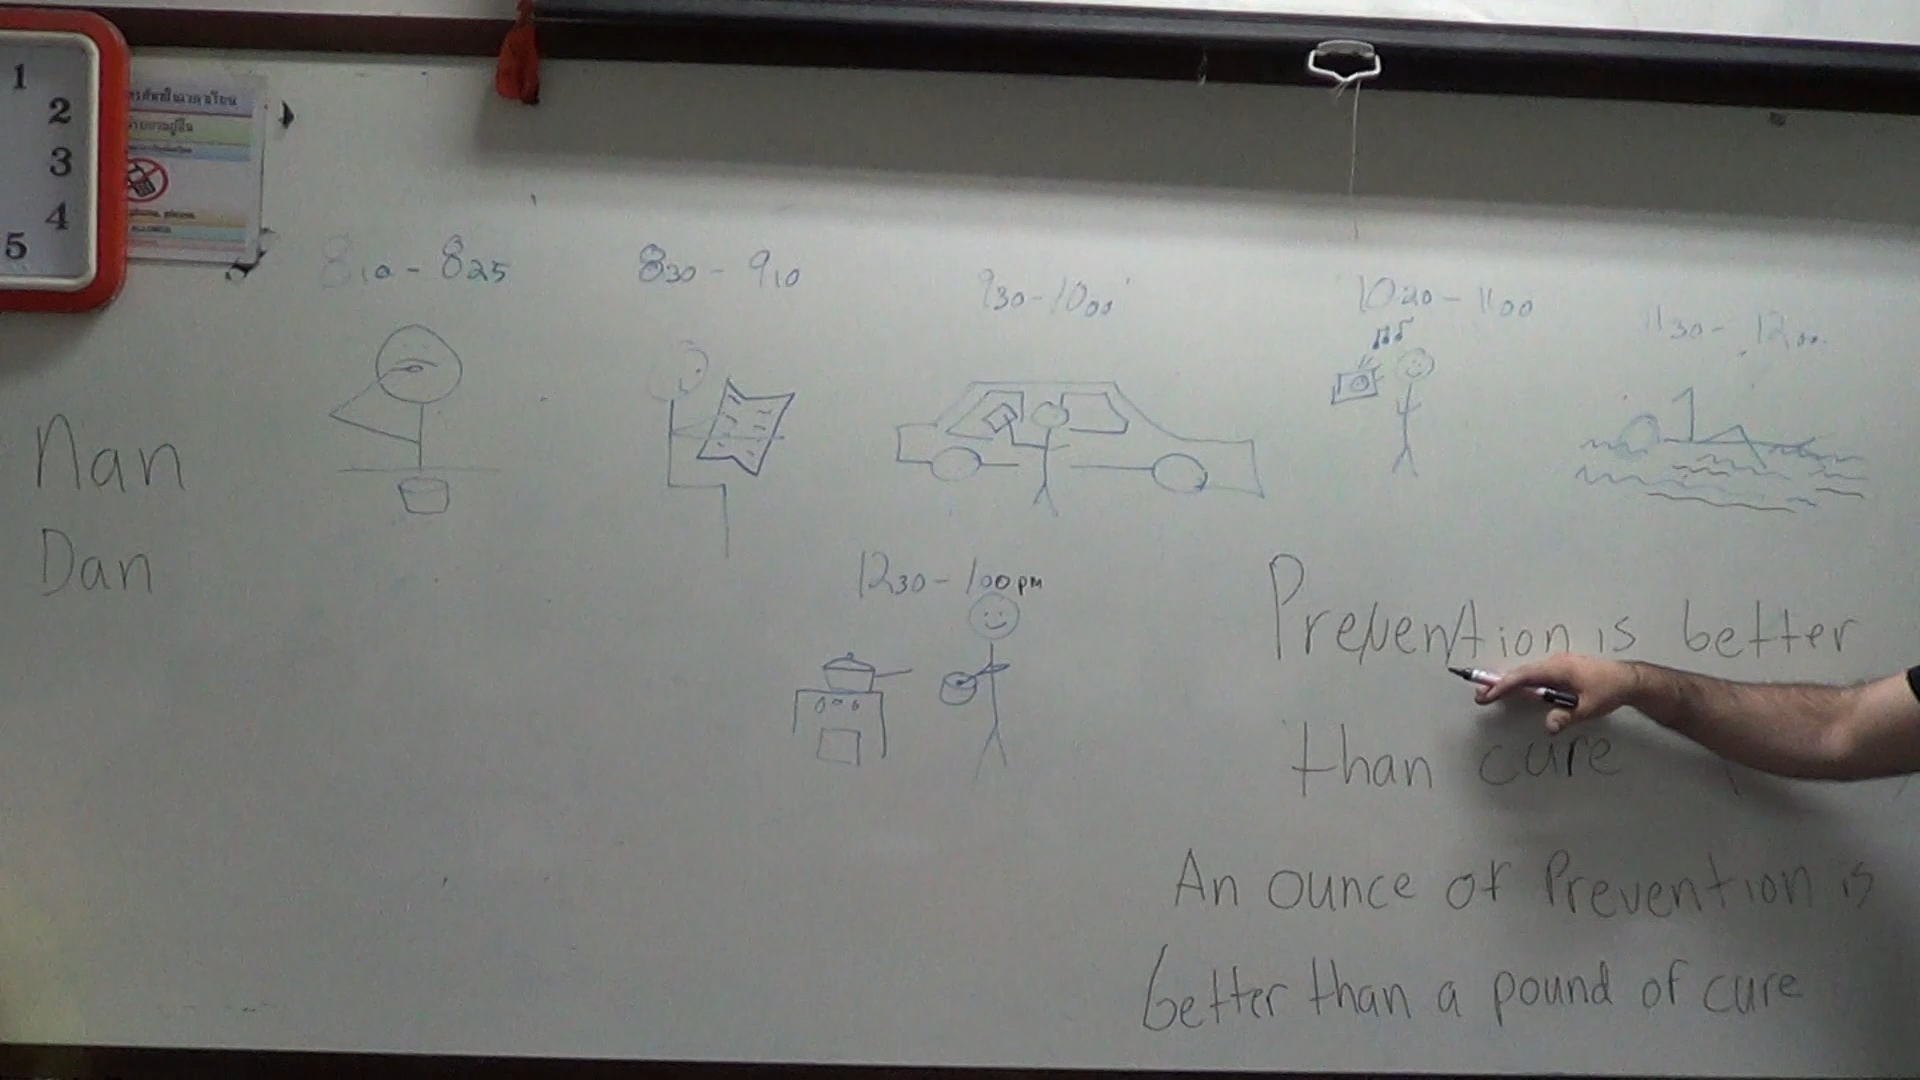 1
2
3
4
5
8 10 - 8 25
8 30 - 9 10
9 30 - 10 00
10 20 - 11 00
11 30 - 12 00
Nan
Dan
12 30 - 1 00 pm
Prevention is better
than cure
An ounce of Prevention is
better than a pound of cure